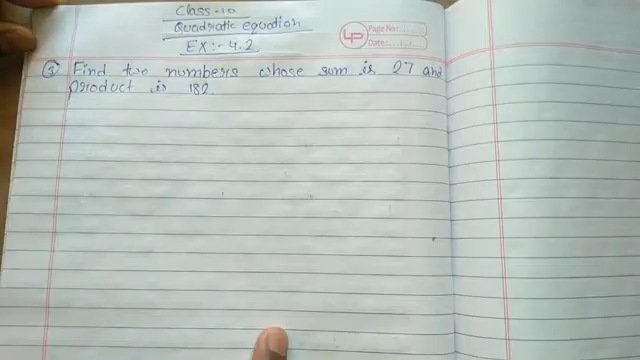 Class-10
Quadratic equation
EX:- 4.2
Page No:
Date:
③ Find two numbers whose sum is 27 and
product is 182.